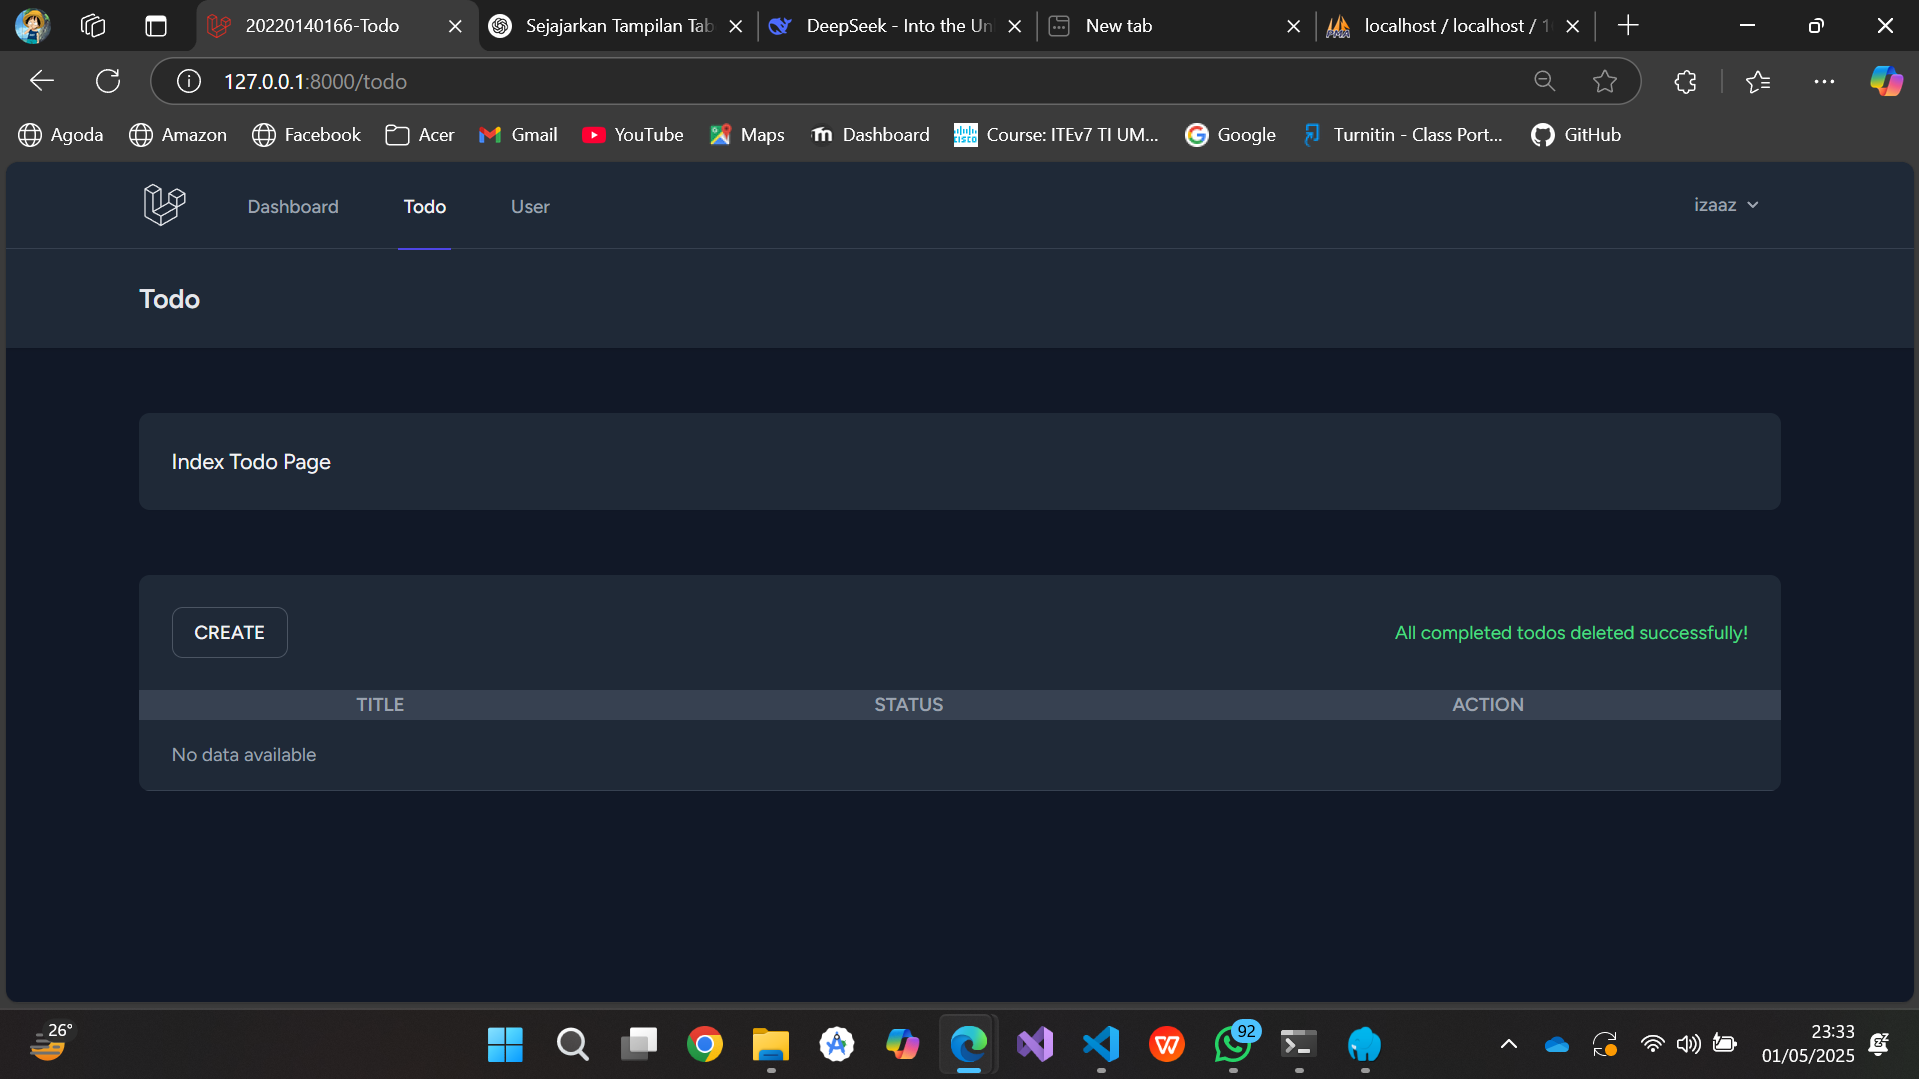 20220140166-Todo
Sejajarkan Tampilan Tab
DeepSeek - Into the Un
New tab
localhost / localhost / 1
127.0.0.1:8000/todo
Agoda
Amazon
Facebook
Acer
Gmail
YouTube
Maps
Dashboard
Course: ITEv7 TI UM...
Google
Turnitin - Class Port...
GitHub
Dashboard
Todo
User
izaaz
Todo
Index Todo Page
CREATE
All completed todos deleted successfully!
TITLE
STATUS
ACTION
No data available
26°
92
23:33
01/05/2025